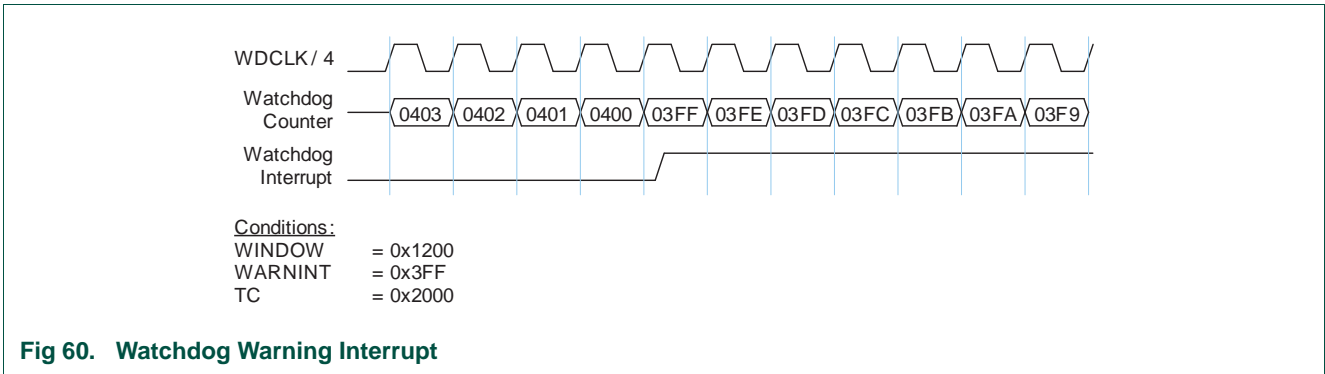 WDCLK / 4
Watchdog
Counter
0403 0402 0401 0400 03FF 03FE 03FD 03FC 03FB 03FA 03F9
Watchdog
Interrupt
Conditions:
WINDOW = 0x1200
WARNINT = 0x3FF
TC = 0x2000
Fig 60. Watchdog Warning Interrupt